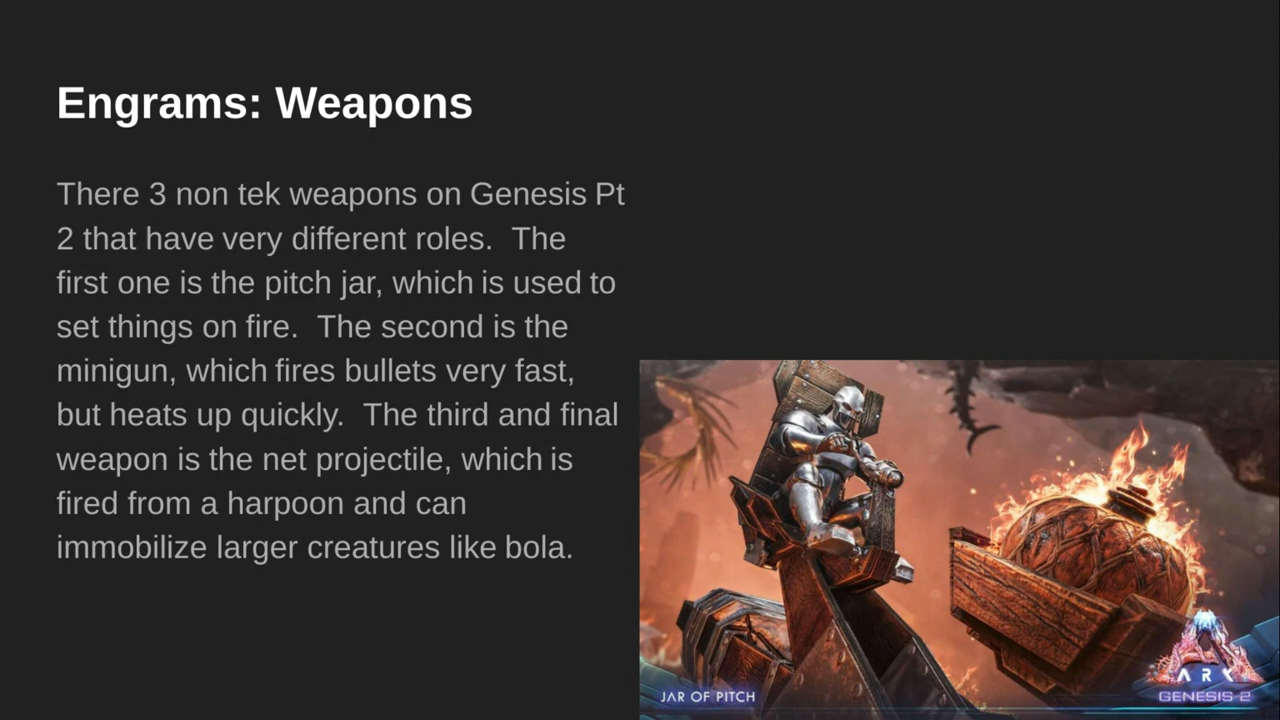 Engrams: Weapons
There 3 non tek weapons on Genesis Pt
2 that have very different roles.  The
first one is the pitch jar, which is used to
set things on fire.  The second is the
minigun, which fires bullets very fast,
but heats up quickly.  The third and final
weapon is the net projectile, which is
fired from a harpoon and can
immobilize larger creatures like bola.
JAR OF PITCH
ARK
GENESIS 2